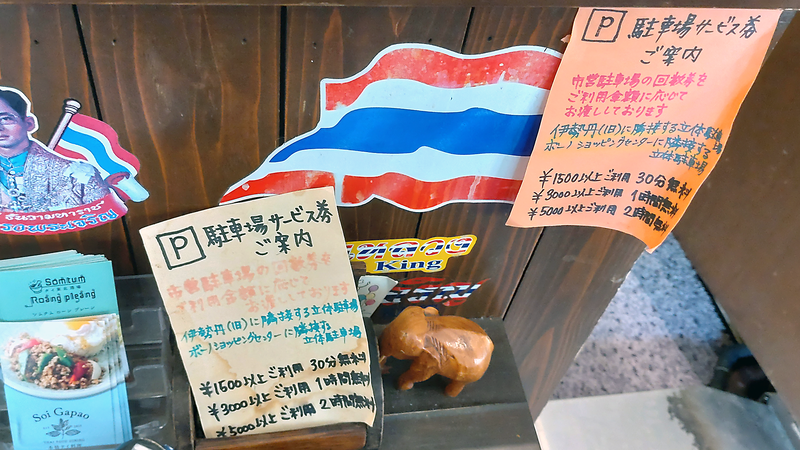 P 駐車場サービス券
ご案内
市営駐車場の回数券を
ご利用金額に応じて
お渡ししております
伊勢丹(旧)に隣接する立体駐車場
ボーノショッピングセンターに隣接する
立体駐車場
¥1500以上ご利用 30分無料
¥3000以上ご利用 1時間無料
¥5000以上ご利用 2時間無料
P 駐車場サービス券
ご案内
市営駐車場の回数券を
ご利用金額に応じて
お渡ししております
伊勢丹(旧)に隣接する立体駐車場
ボーノショッピングセンターに隣接する
立体駐車場
¥1500以上ご利用 30分無料
¥3000以上ご利用 1時間無料
¥5000以上ご利用 2時間無料
King
Somtum
Roang pleang
Soi Gapao